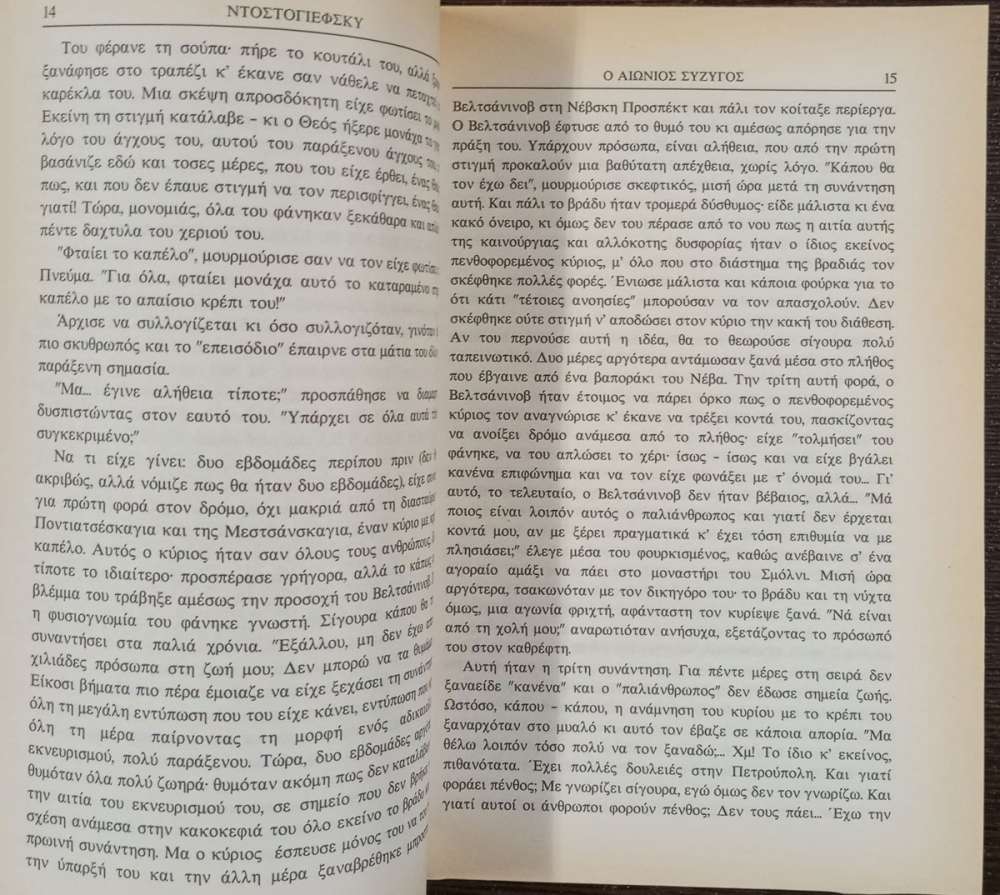 14 ΝΤΟΣΤΟΓΙΕΦΣΚΥ
Του φέρανε τη σούπα· πήρε το κουτάλι του, αλλά
ξανάφησε στο τραπέζι κ' έκανε σαν νάθελε να
καρέκλα του. Μια σκέψη απροσδόκητη είχε φωτίσει το
Εκείνη τη στιγμή κατάλαβε – κι ο Θεός ήξερε μονάχα το
λόγο του άγχους του, αυτού του παράξενου άγχους
βασάνιζε εδώ και τοσες μέρες, που του είχε έρθει, ένας
πως, και που δεν έπαυε στιγμή να τον περισφίγγει, ένας
γιατί! Τώρα, μονομιάς, όλα του φάνηκαν ξεκάθαρα και
πέντε δαχτυλα του χεριού του.
"Φταίει το καπέλο", μουρμούρισε σαν να τον είχε
Πνεύμα. "Για όλα, φταίει μονάχα αυτό το καταραμένο
καπέλο με το απαίσιο κρέπι του!"
Άρχισε να συλλογίζεται κι όσο συλλογιζόταν,
πιο σκυθρωπός και το "επεισόδιο" έπαιρνε στα μάτια του
παράξενη σημασία.
"Μα... έγινε αλήθεια τίποτε;" προσπάθησε να
δυσπιστώντας στον εαυτό του. "Υπάρχει σε όλα αυτά
συγκεκριμένο;"
Να τι είχε γίνει: δυο εβδομάδες περίπου πριν (δεν
ακριβώς, αλλά νόμιζε πως θα ήταν δυο εβδομάδες), είχε
για πρώτη φορά στον δρόμο, όχι μακριά από τη
Ποντιατσέσκαγια και της Μεστσάνσκαγια, έναν κύριο με
καπέλο. Αυτός ο κύριος ήταν σαν όλους τους ανθρώπους,
τίποτε το ιδιαίτερο· προσπέρασε γρήγορα, αλλά το
βλέμμα του τράβηξε αμέσως την προσοχή του Βελτσάνινοβ.
η φυσιογνωμία του φάνηκε γνωστή. Σίγουρα κάπου θα
συναντήσει στα παλιά χρόνια. "Εξάλλου, μη δεν έχω
χιλιάδες πρόσωπα στη ζωή μου; Δεν μπορώ να τα
Είκοσι βήματα πιο πέρα έμοιαζε να είχε ξεχάσει τη
όλη τη μεγάλη εντύπωση που του είχε κάνει, εντύπωση που
όλη τη μέρα παίρνοντας τη μορφή ενός
εκνευρισμού, πολύ παράξενου. Τώρα, δυο εβδομάδες
θυμόταν όλα πολύ ζωηρά· θυμόταν ακόμη πως δεν
την αιτία του εκνευρισμού του, σε σημείο που δεν
σχέση ανάμεσα στην κακοκεφιά του όλο εκείνο το βράδυ
πρωινή συνάντηση. Μα ο κύριος έσπευσε μόνος του να
την ύπαρξή του και την άλλη μέρα ξαναβρέθηκε
Ο ΑΙΩΝΙΟΣ ΣΥΖΥΓΟΣ 15
Βελτσάνινοβ στη Νέβσκη Προσπέκτ και πάλι τον κοίταξε περίεργα.
Ο Βελτσάνινοβ έφτυσε από το θυμό του κι αμέσως απόρησε για την
πράξη του. Υπάρχουν πρόσωπα, είναι αλήθεια, που από την πρώτη
στιγμή προκαλούν μια βαθύτατη απέχθεια, χωρίς λόγο. "Κάπου θα
τον έχω δει", μουρμούρισε σκεφτικός, μισή ώρα μετά τη συνάντηση
αυτή. Και πάλι το βράδυ ήταν τρομερά δύσθυμος· είδε μάλιστα κι ένα
κακό όνειρο, κι όμως δεν του πέρασε από το νου πως η αιτία αυτής
της καινούργιας και αλλόκοτης δυσφορίας ήταν ο ίδιος εκείνος
πενθοφορεμένος κύριος, μ' όλο που στο διάστημα της βραδιάς τον
σκέφθηκε πολλές φορές. Ένιωσε μάλιστα και κάποια φούρκα για το
ότι κάτι "τέτοιες ανοησίες" μπορούσαν να τον απασχολούν. Δεν
σκέφθηκε ούτε στιγμή ν' αποδώσει στον κύριο την κακή του διάθεση.
Αν του περνούσε αυτή η ιδέα, θα το θεωρούσε σίγουρα πολύ
ταπεινωτικό. Δυο μέρες αργότερα αντάμωσαν ξανά μέσα στο πλήθος
που έβγαινε από ένα βαποράκι του Νέβα. Την τρίτη αυτή φορά, ο
Βελτσάνινοβ ήταν έτοιμος να πάρει όρκο πως ο πενθοφορεμένος
κύριος τον αναγνώρισε κ' έκανε να τρέξει κοντά του, πασκίζοντας
να ανοίξει δρόμο ανάμεσα από το πλήθος· είχε "τολμήσει" του
φάνηκε, να του απλώσει το χέρι· ίσως – ίσως και να είχε βγάλει
κανένα επιφώνημα και να τον είχε φωνάξει με τ' όνομά του... Γι'
αυτό, το τελευταίο, ο Βελτσάνινοβ δεν ήταν βέβαιος, αλλά... "Μά
ποιος είναι λοιπόν αυτός ο παλιάνθρωπος και γιατί δεν έρχεται
κοντά μου, αν με ξέρει πραγματικά κ' έχει τόση επιθυμία να με
πλησιάσει;" έλεγε μέσα του φουρκισμένος, καθώς ανέβαινε σ' ένα
αγοραίο αμάξι να πάει στο μοναστήρι του Σμόλνι. Μισή ώρα
αργότερα, τσακωνόταν με τον δικηγόρο του· το βράδυ και τη νύχτα
όμως, μια αγωνία φριχτή, αφάνταστη τον κυρίεψε ξανά. "Νά είναι
από τη χολή μου;" αναρωτιόταν ανήσυχα, εξετάζοντας το πρόσωπό
του στον καθρέφτη.
Αυτή ήταν η τρίτη συνάντηση. Για πέντε μέρες στη σειρά δεν
ξαναείδε "κανένα" και ο "παλιάνθρωπος" δεν έδωσε σημεία ζωής.
Ωστόσο, κάπου – κάπου, η ανάμνηση του κυρίου με το κρέπι του
ξαναρχόταν στο μυαλό κι αυτό τον έβαζε σε κάποια απορία. "Μα
θέλω λοιπόν τόσο πολύ να τον ξαναδώ;... Χμ! Το ίδιο κ' εκείνος,
πιθανότατα. Έχει πολλές δουλειές στην Πετρούπολη. Και γιατί
φοράει πένθος; Με γνωρίζει σίγουρα, εγώ όμως δεν τον γνωρίζω. Και
γιατί αυτοί οι άνθρωποι φορούν πένθος; Δεν τους πάει... Έχω την